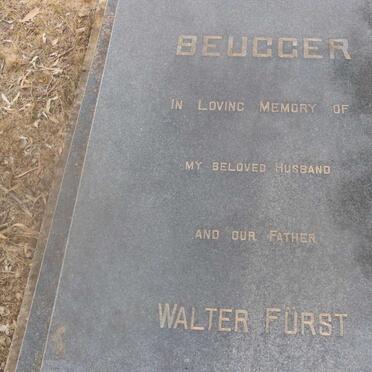 BEUGGER
IN LOVING MEMORY OF
MY BELOVED HUSBAND
AND OUR FATHER
WALTER FÜRST